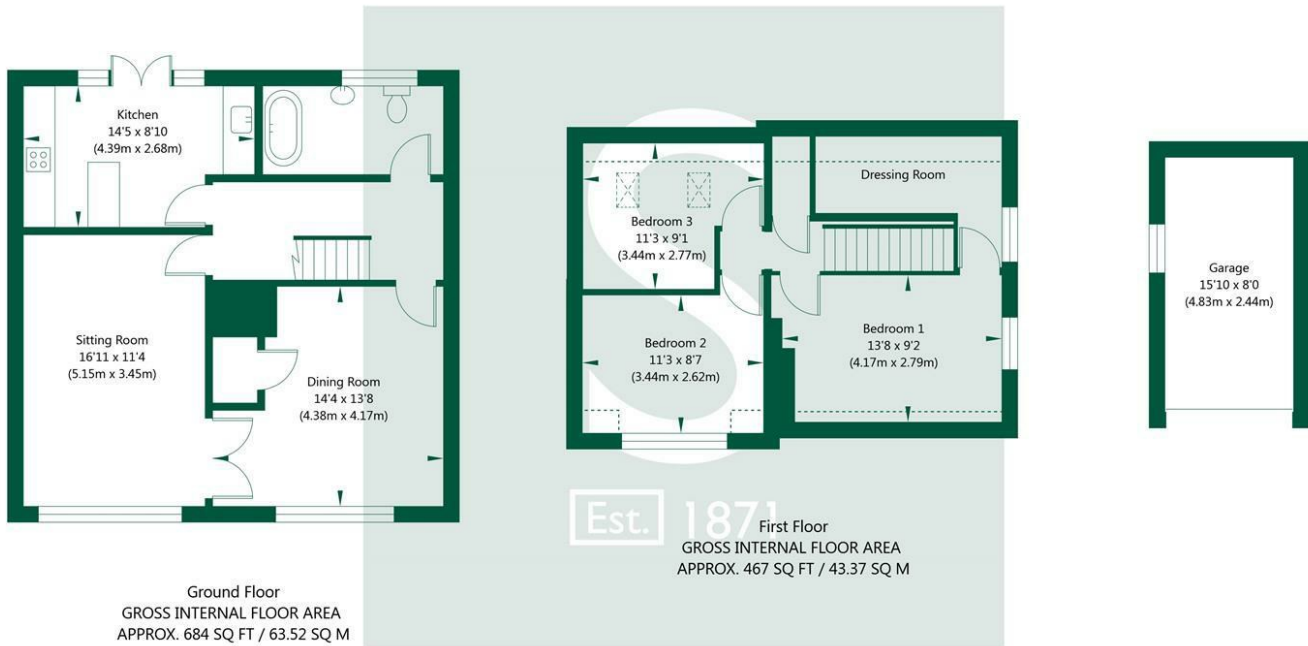 Kitchen
14'5 x 8'10
(4.39m x 2.68m)
Sitting Room
16'11 x 11'4
(5.15m x 3.45m)
Dining Room
14'4 x 13'8
(4.38m x 4.17m)
Ground Floor
GROSS INTERNAL FLOOR AREA
APPROX. 684 SQ FT / 63.52 SQ M
Bedroom 3
11'3 x 9'1
(3.44m x 2.77m)
Dressing Room
Bedroom 2
11'3 x 8'7
(3.44m x 2.62m)
Bedroom 1
13'8 x 9'2
(4.17m x 2.79m)
S
Est. 1871
First Floor
GROSS INTERNAL FLOOR AREA
APPROX. 467 SQ FT / 43.37 SQ M
Garage
15'10 x 8'0
(4.83m x 2.44m)